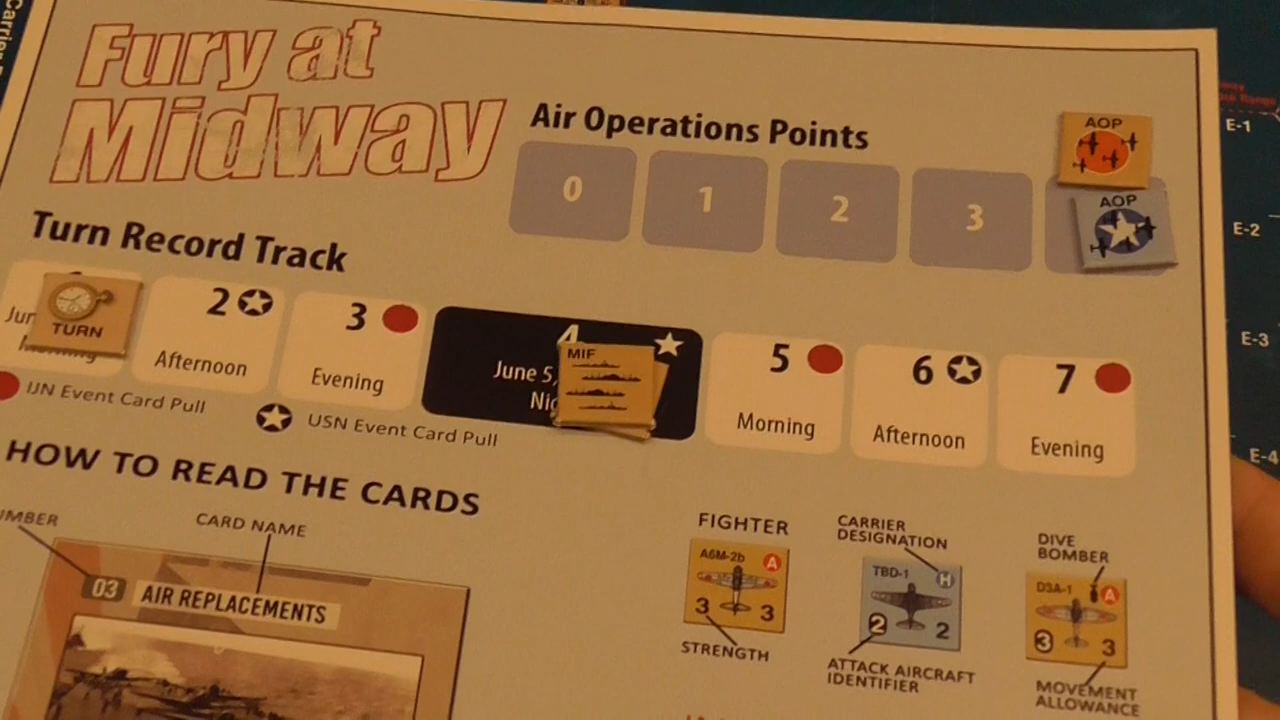 Fury at
Midway
Air Operations Points
0 1 2 3
AOP
AOP
E-1
E-2
E-3
E-4
Turn Record Track
TURN
2
Afternoon
3
Evening
4
June 5,
MIF
5
Morning
6
Afternoon
7
Evening
IJN Event Card Pull
USN Event Card Pull
HOW TO READ THE CARDS
CARD NAME
03 AIR REPLACEMENTS
FIGHTER
A6M-2b A
3 3
STRENGTH
CARRIER
DESIGNATION
TBD-1 H
2 2
ATTACK AIRCRAFT
IDENTIFIER
DIVE
BOMBER
D3A-1 A
3 3
MOVEMENT
ALLOWANCE